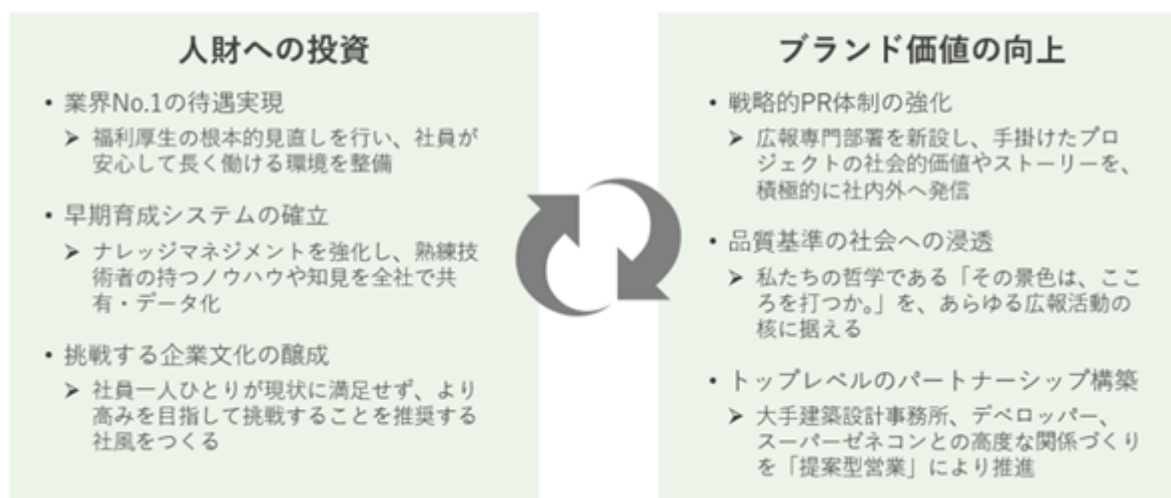 人財への投資
• 業界No.1の待遇実現
➤ 福利厚生の根本的見直しを行い、社員が
安心して長く働ける環境を整備
• 早期育成システムの確立
➤ ナレッジマネジメントを強化し、熟練技
術者の持つノウハウや知見を全社で共
有・データ化
• 挑戦する企業文化の醸成
➤ 社員一人ひとりが現状に満足せず、より
高みを目指して挑戦することを推奨する
社風をつくる
ブランド価値の向上
• 戦略的PR体制の強化
➤ 広報専門部署を新設し、手掛けたプロ
ジェクトの社会的価値やストーリーを、
積極的に社内外へ発信
• 品質基準の社会への浸透
➤ 私たちの哲学である「その景色は、ここ
ろを打つか。」を、あらゆる広報活動の
核に据える
• トップレベルのパートナーシップ構築
➤ 大手建築設計事務所、デベロッパー、
スーパーゼネコンとの高度な関係づくり
を「提案型営業」により推進